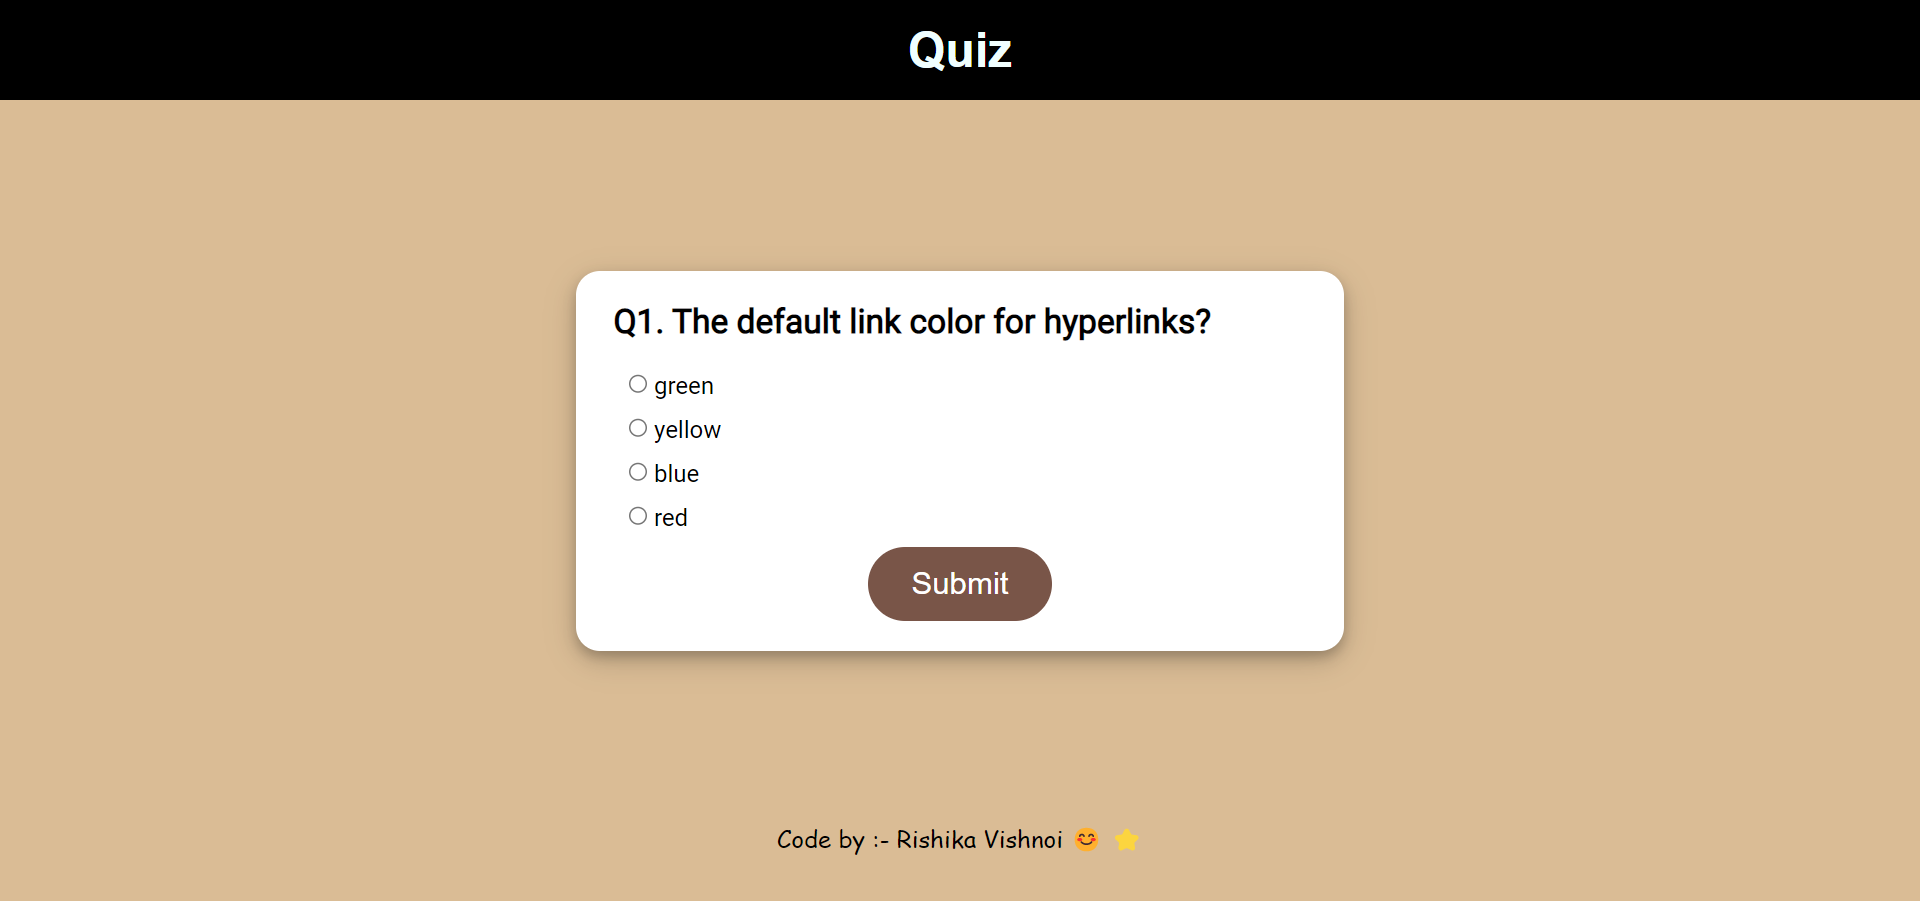 Quiz
Q1. The default link color for hyperlinks?
green
yellow
blue
red
Submit
Code by :- Rishika Vishnoi 😊 ⭐